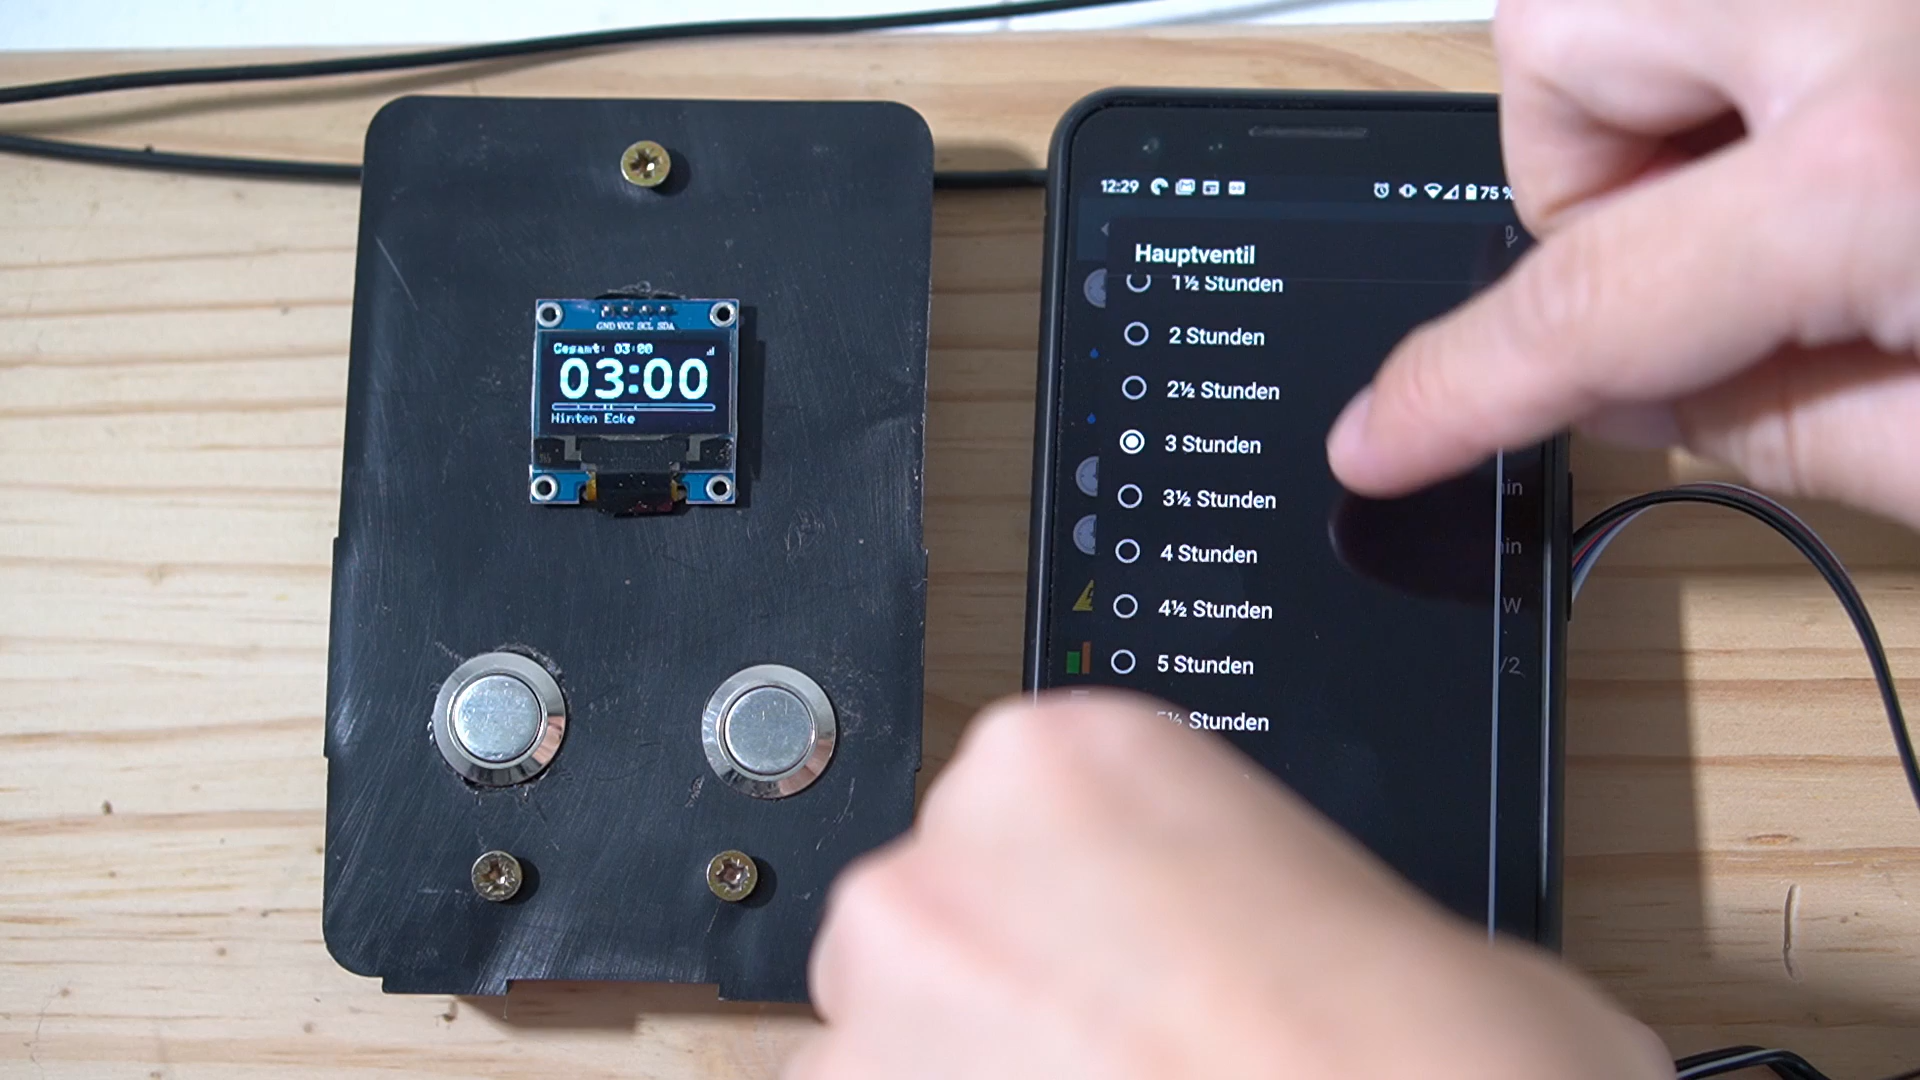 GND VCC SCL SDA
Gesamt: 03:00
03:00
Hinten Ecke
12:29
75 %
Hauptventil
1½ Stunden
2 Stunden
2½ Stunden
3 Stunden
3½ Stunden
4 Stunden
4½ Stunden
5 Stunden
Stunden
W
/2